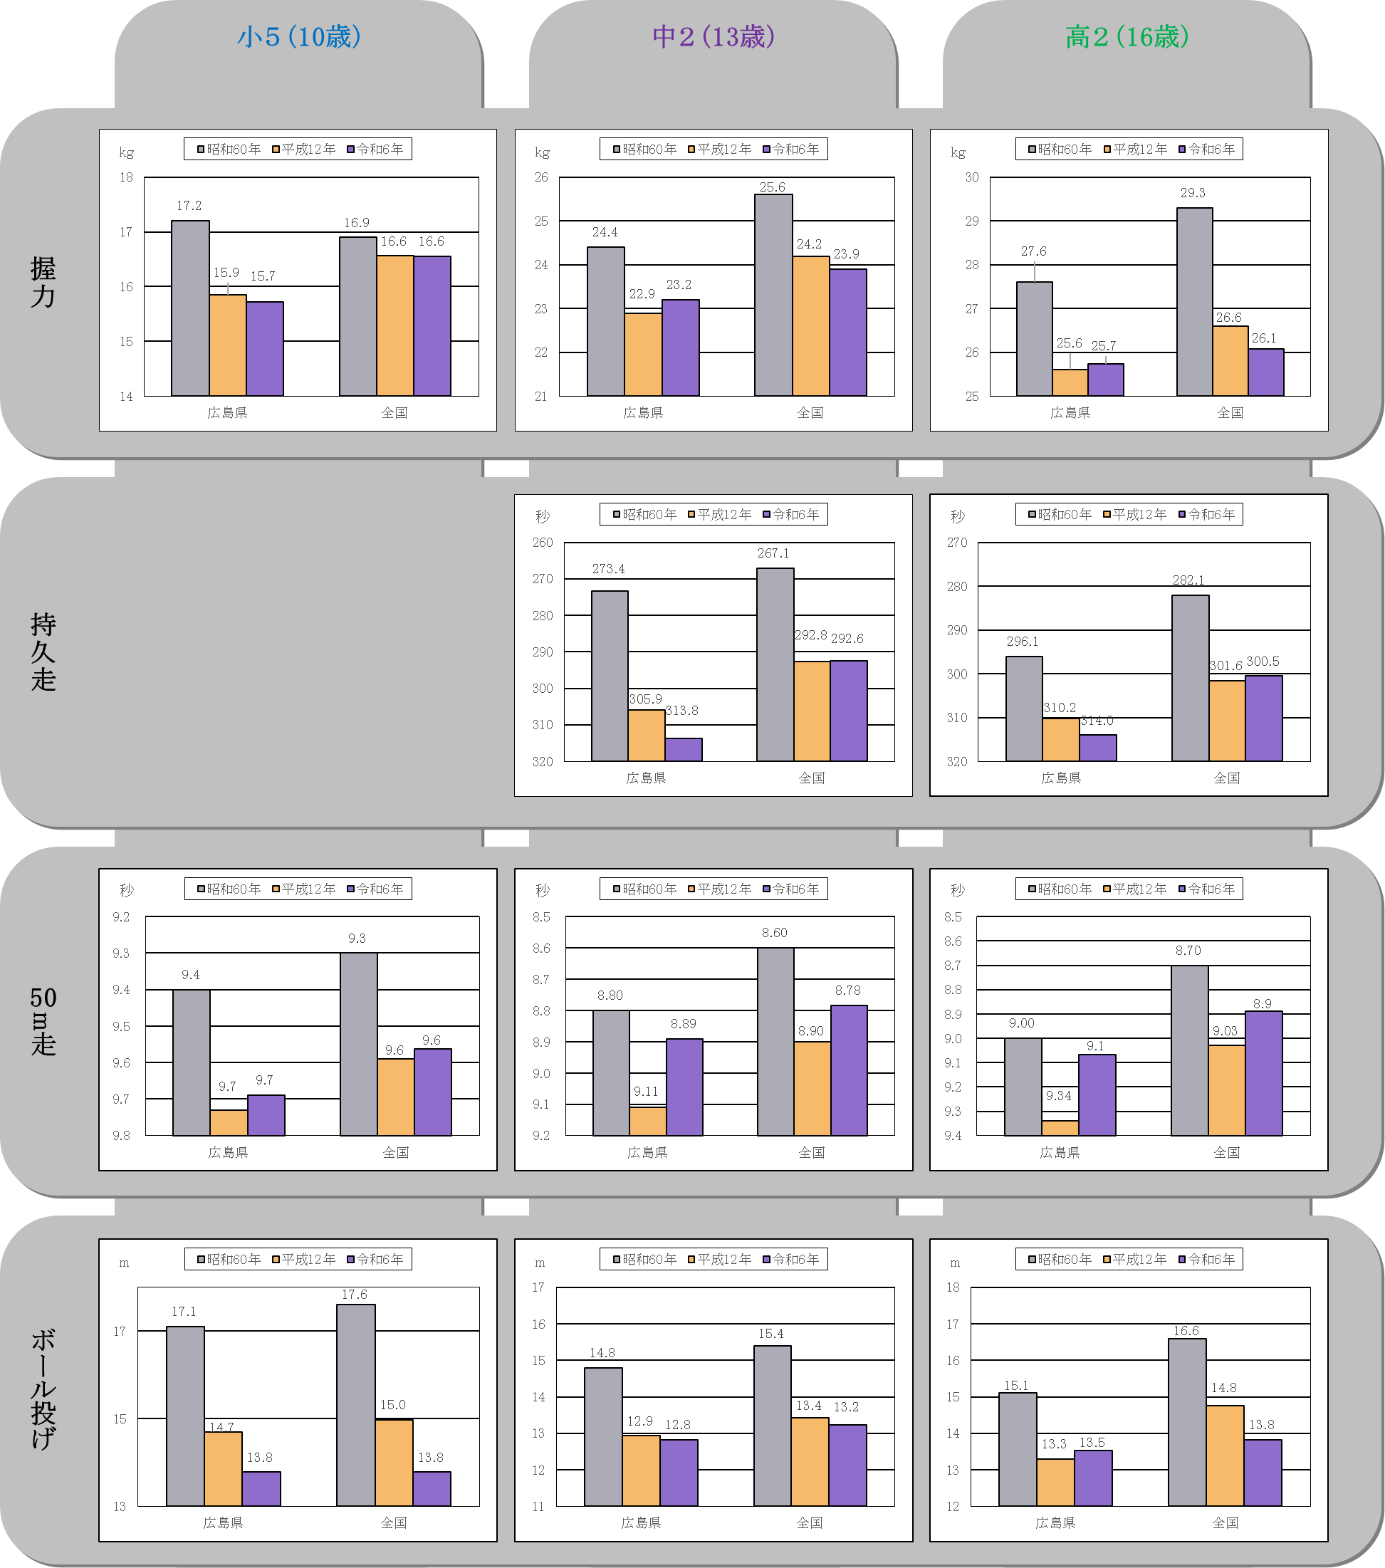 小５(10歳)
中２(13歳)
高２(16歳)
握力
kg
昭和60年 平成12年 令和6年
18
17
16
15
14
17.2
15.9
15.7
16.9
16.6
16.6
広島県
全国
kg
昭和60年 平成12年 令和6年
26
25
24
23
22
21
24.4
22.9
23.2
25.6
24.2
23.9
広島県
全国
kg
昭和60年 平成12年 令和6年
30
29
28
27
26
25
27.6
25.6
25.7
29.3
26.6
26.1
広島県
全国
持久走
秒
昭和60年 平成12年 令和6年
260
270
280
290
300
310
320
273.4
305.9
313.8
267.1
292.8
292.6
広島県
全国
秒
昭和60年 平成12年 令和6年
270
280
290
300
310
320
296.1
310.2
314.0
282.1
301.6
300.5
広島県
全国
50m走
秒
昭和60年 平成12年 令和6年
9.2
9.3
9.4
9.5
9.6
9.7
9.8
9.4
9.7
9.7
9.3
9.6
9.6
広島県
全国
秒
昭和60年 平成12年 令和6年
8.5
8.6
8.7
8.8
8.9
9.0
9.1
9.2
8.80
9.11
8.89
8.60
8.90
8.78
広島県
全国
秒
昭和60年 平成12年 令和6年
8.5
8.6
8.7
8.8
8.9
9.0
9.1
9.2
9.3
9.4
9.00
9.34
9.1
8.70
9.03
8.9
広島県
全国
ボール投げ
m
昭和60年 平成12年 令和6年
17
15
13
17.1
14.7
13.8
17.6
15.0
13.8
広島県
全国
m
昭和60年 平成12年 令和6年
17
16
15
14
13
12
11
14.8
12.9
12.8
15.4
13.4
13.2
広島県
全国
m
昭和60年 平成12年 令和6年
18
17
16
15
14
13
12
15.1
13.3
13.5
16.6
14.8
13.8
広島県
全国